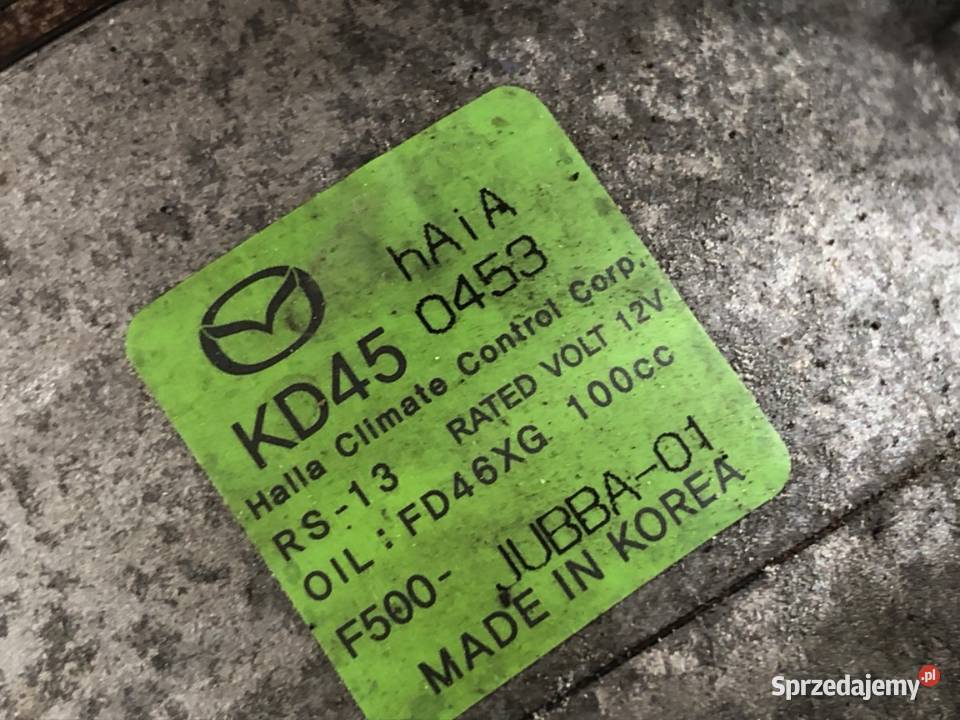 hAiA
KD45 0453
Halla Climate Control Corp.
RS-13 RATED VOLT 12V
OIL : FD46XG 100cc
F500- JUBBA-01
MADE IN KOREA
Sprzedajemy.pl